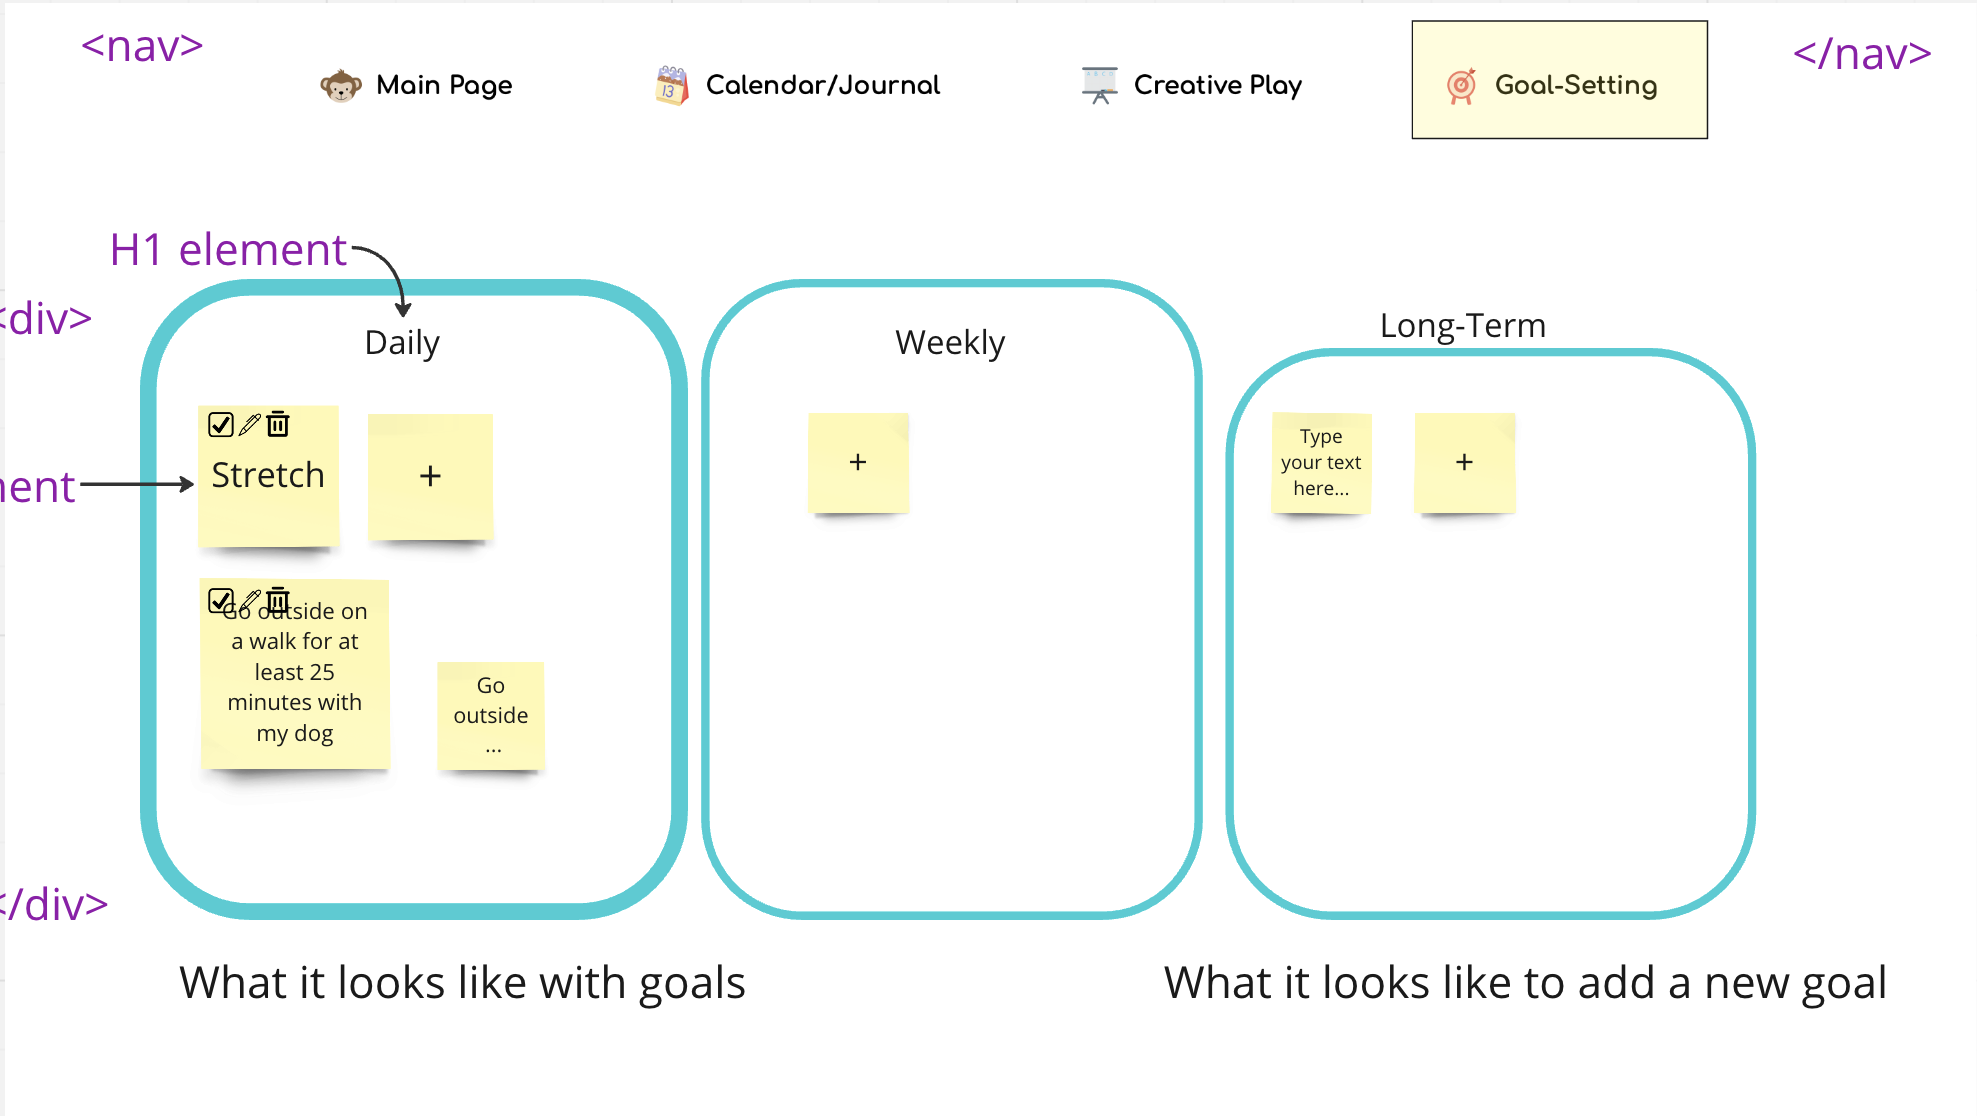 <nav>
</nav>
Main Page
Calendar/Journal
Creative Play
Goal-Setting
H1 element
<div>
Daily
Weekly
Long-Term
Stretch
+
+
Type
your text
here...
+
Go outside on
a walk for at
least 25
minutes with
my dog
Go
outside
...
</div>
What it looks like with goals
What it looks like to add a new goal